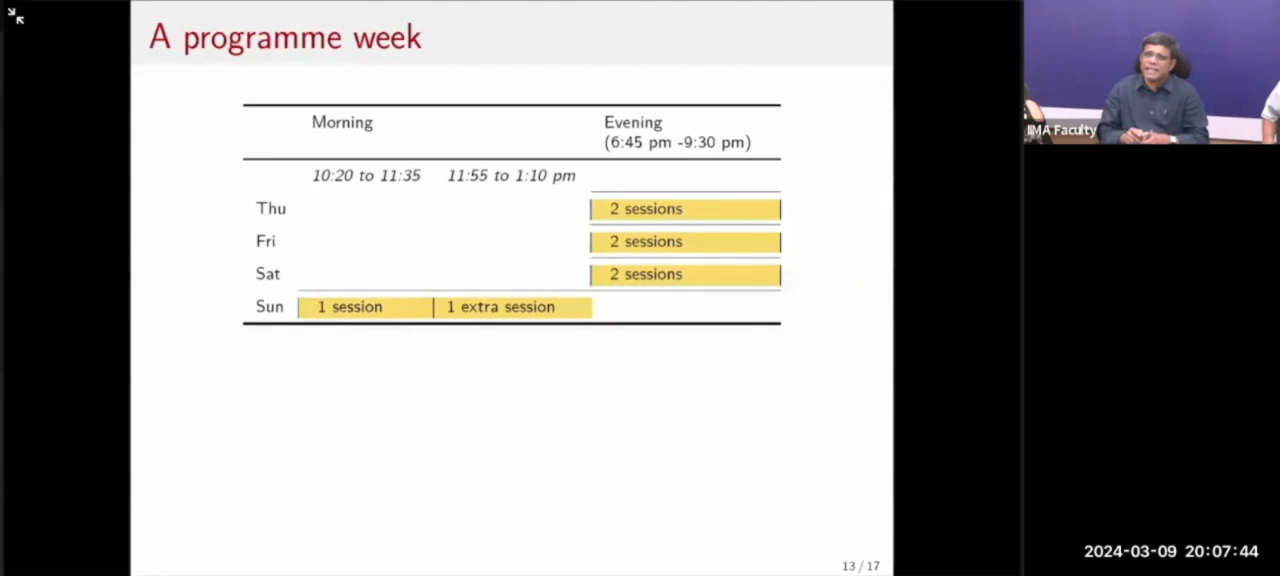 A programme week
Morning Evening
(6:45 pm -9:30 pm)
10:20 to 11:35 11:55 to 1:10 pm
Thu 2 sessions
Fri 2 sessions
Sat 2 sessions
Sun 1 session 1 extra session
13 / 17
IIMA Faculty
2024-03-09 20:07:44